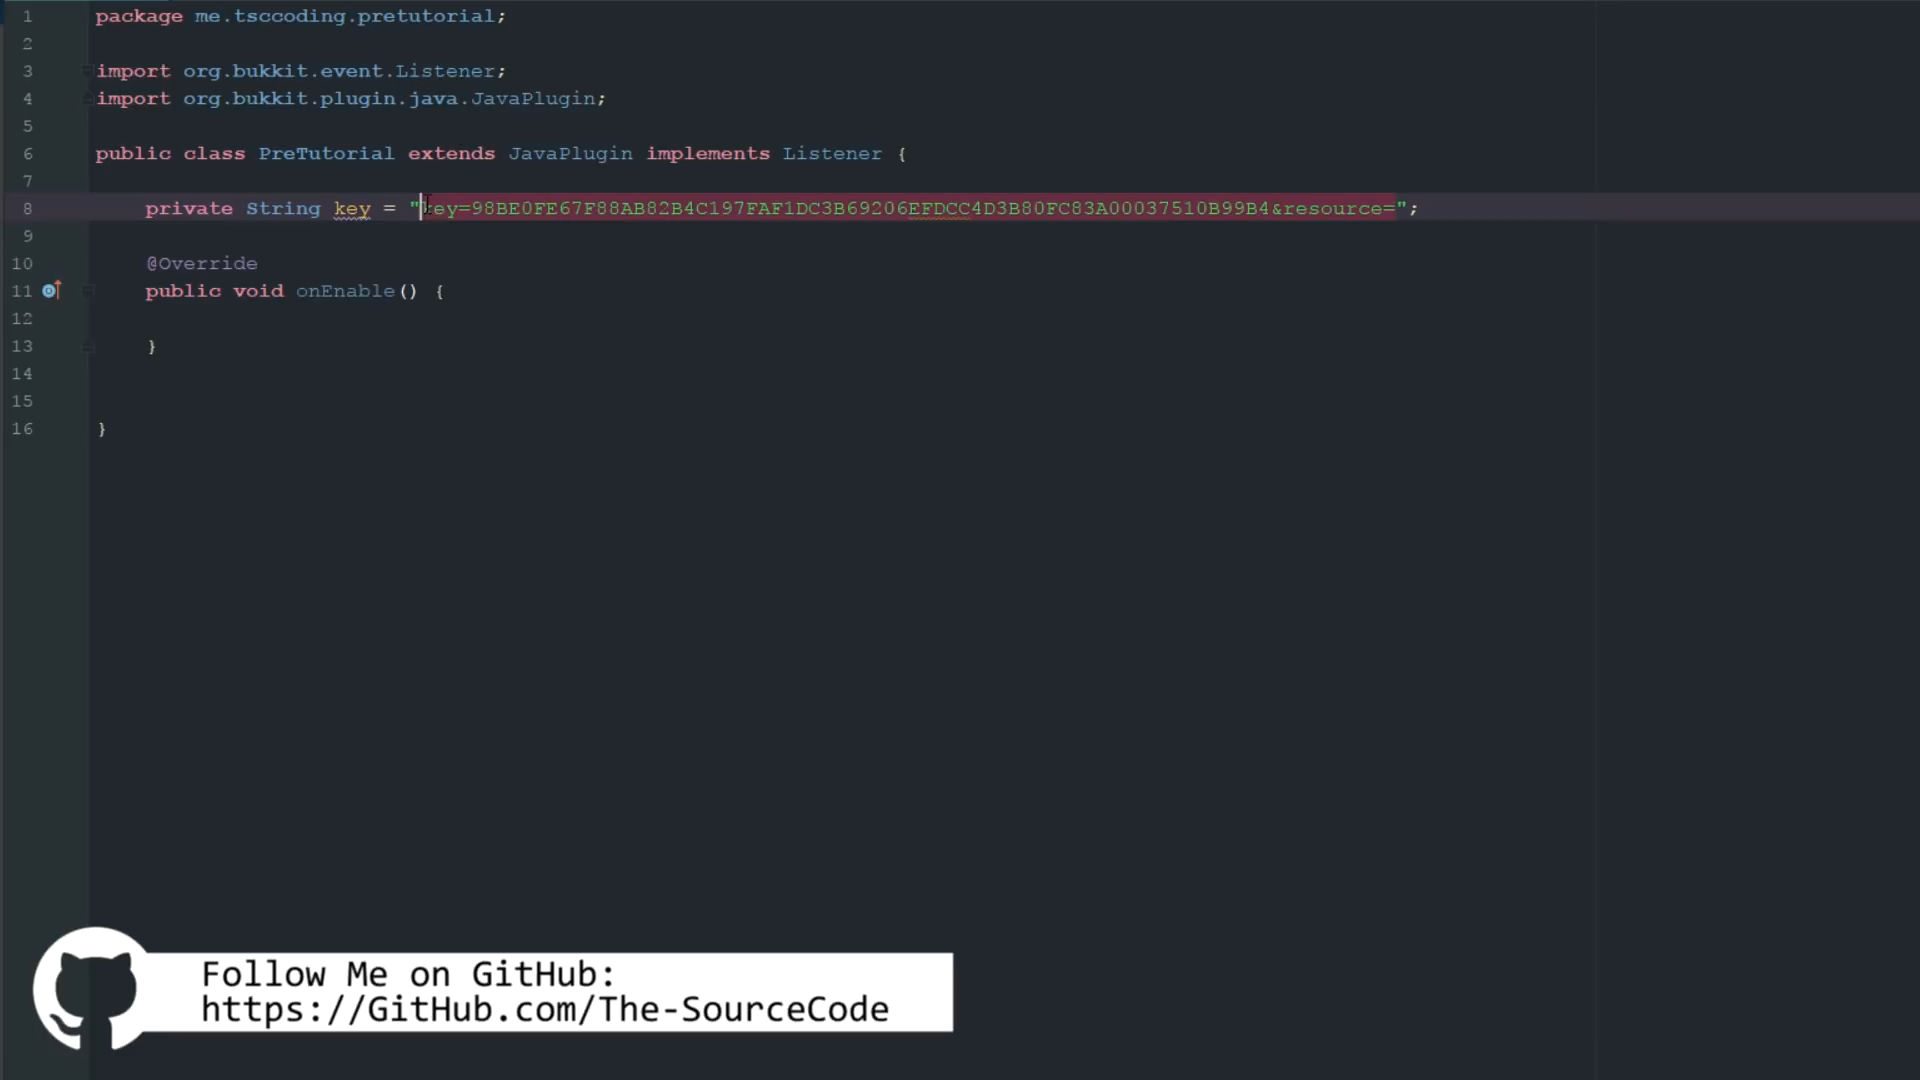 1 package me.tsccoding.pretutorial;
2
3 import org.bukkit.event.Listener;
4 import org.bukkit.plugin.java.JavaPlugin;
5
6 public class PreTutorial extends JavaPlugin implements Listener {
7
8 private String key = "key=98BE0FE67F88AB82B4C197FAF1DC3B69206EFDCC4D3B80FC83A00037510B99B4&resource=";
9
10 @Override
11 public void onEnable() {
12
13 }
14
15
16 }
Follow Me on GitHub:
https://GitHub.com/The-SourceCode